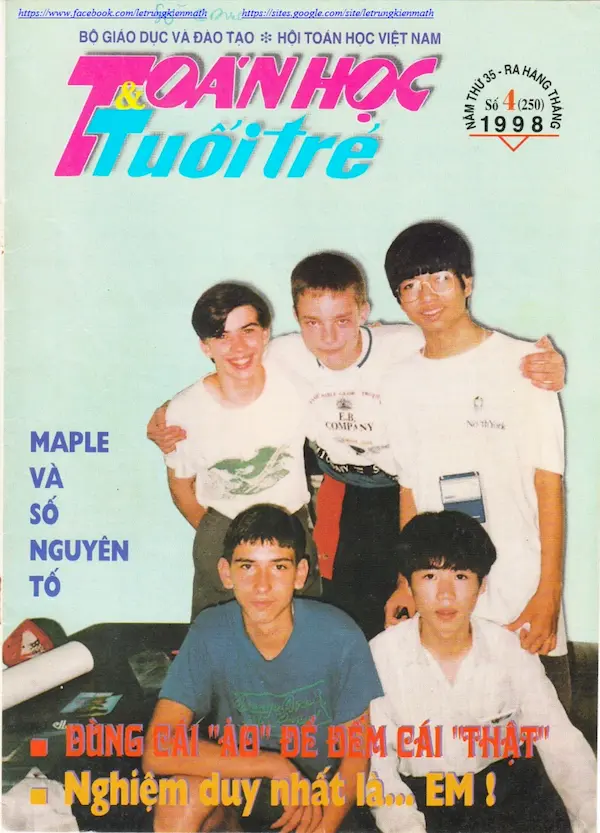 https://www.facebook.com/letrungkienmath
https://sites.google.com/site/letrungkienmath
BỘ GIÁO DỤC VÀ ĐÀO TẠO * HỘI TOÁN HỌC VIỆT NAM
TOÁN HỌC
&
Tuổi trẻ
NĂM THỨ 35 - RA HÀNG THÁNG
Số 4 (250)
1998
E.B.
COMPANY
North York
MAPLE
VÀ
SỐ
NGUYÊN
TỐ
DÙNG CÁI "ẢO" ĐỂ ĐẾM CÁI "THẬT"
Nghiệm duy nhất là... EM !